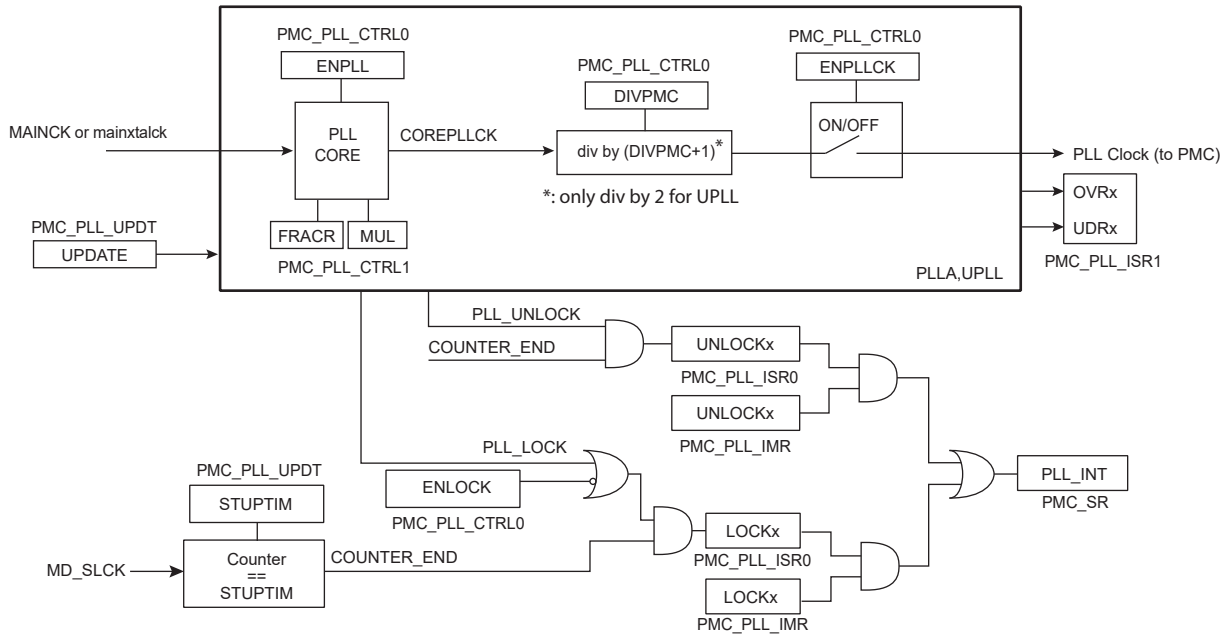 PMC_PLL_CTRL0
ENPLL
PMC_PLL_CTRL0
DIVPMC
PMC_PLL_CTRL0
ENPLLCK
MAINCK or mainxtalck
PLL
CORE
COREPLLCK
div by (DIVPMC+1)*
ON/OFF
PLL Clock (to PMC)
*: only div by 2 for UPLL
OVRx
UDRx
PMC_PLL_ISR1
PMC_PLL_UPDT
UPDATE
FRACR
MUL
PMC_PLL_CTRL1
PLLA,UPLL
PLL_UNLOCK
COUNTER_END
UNLOCKx
PMC_PLL_ISR0
UNLOCKx
PMC_PLL_IMR
PLL_LOCK
ENLOCK
PMC_PLL_CTRL0
PLL_INT
PMC_SR
PMC_PLL_UPDT
STUPTIM
MD_SLCK
Counter
==
STUPTIM
COUNTER_END
LOCKx
PMC_PLL_ISR0
LOCKx
PMC_PLL_IMR